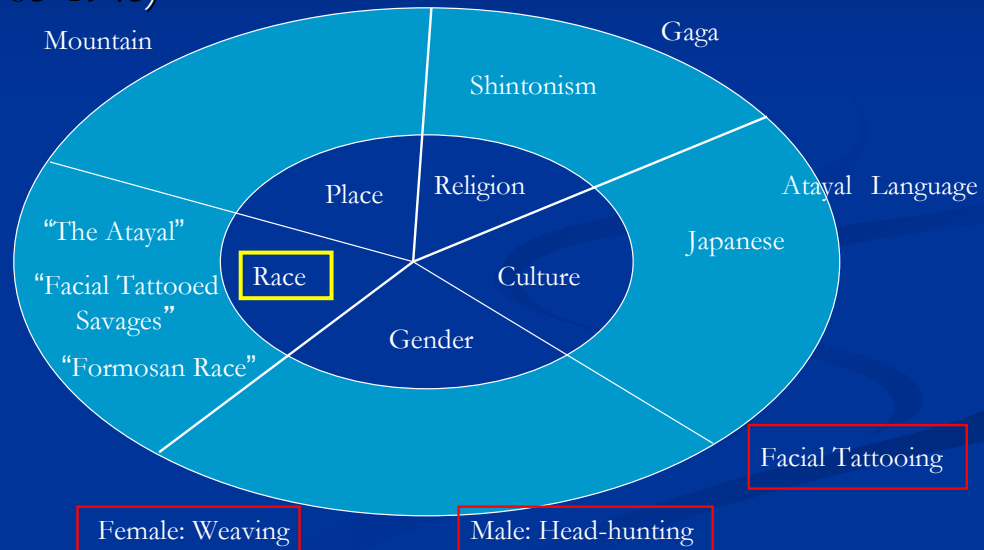 Mountain
Gaga
Shintonism
Place
Religion
Atayal Language
“The Atayal”
Japanese
“Facial Tattooed
Savages”
Race
Culture
“Formosan Race”
Gender
Facial Tattooing
Female: Weaving
Male: Head-hunting